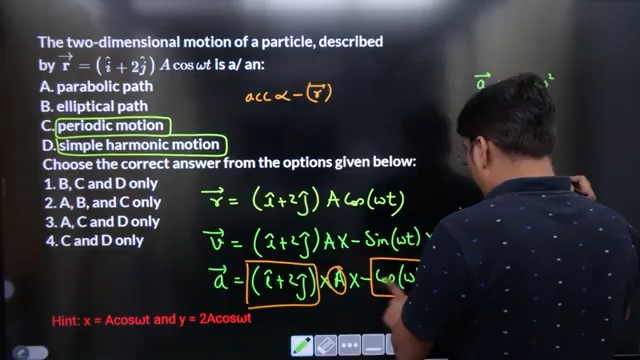 The two-dimensional motion of a particle, described
by r⃗ = (î + 2ĵ) A cos ωt is a/ an:
A. parabolic path
B. elliptical path
C. periodic motion
D. simple harmonic motion
Choose the correct answer from the options given below:
1. B, C and D only
2. A, B, and C only
3. A, C and D only
4. C and D only
acc ∝ - (r⃗)
a⃗
r⃗ = (î+2ĵ) A Cos(ωt)
v⃗ = (î+2ĵ) A x - Sin(ωt) x
a⃗ = (î+2ĵ) x A x - Cos(ω
Hint: x = Acosωt and y = 2Acosωt